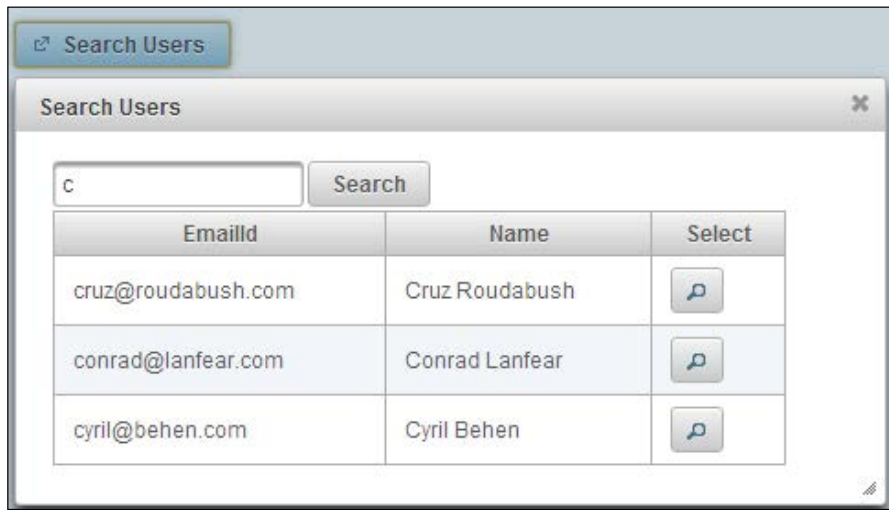 Search Users
Search Users
c
Search
EmailId Name Select
cruz@roudabush.com Cruz Roudabush
conrad@lanfear.com Conrad Lanfear
cyril@behen.com Cyril Behen